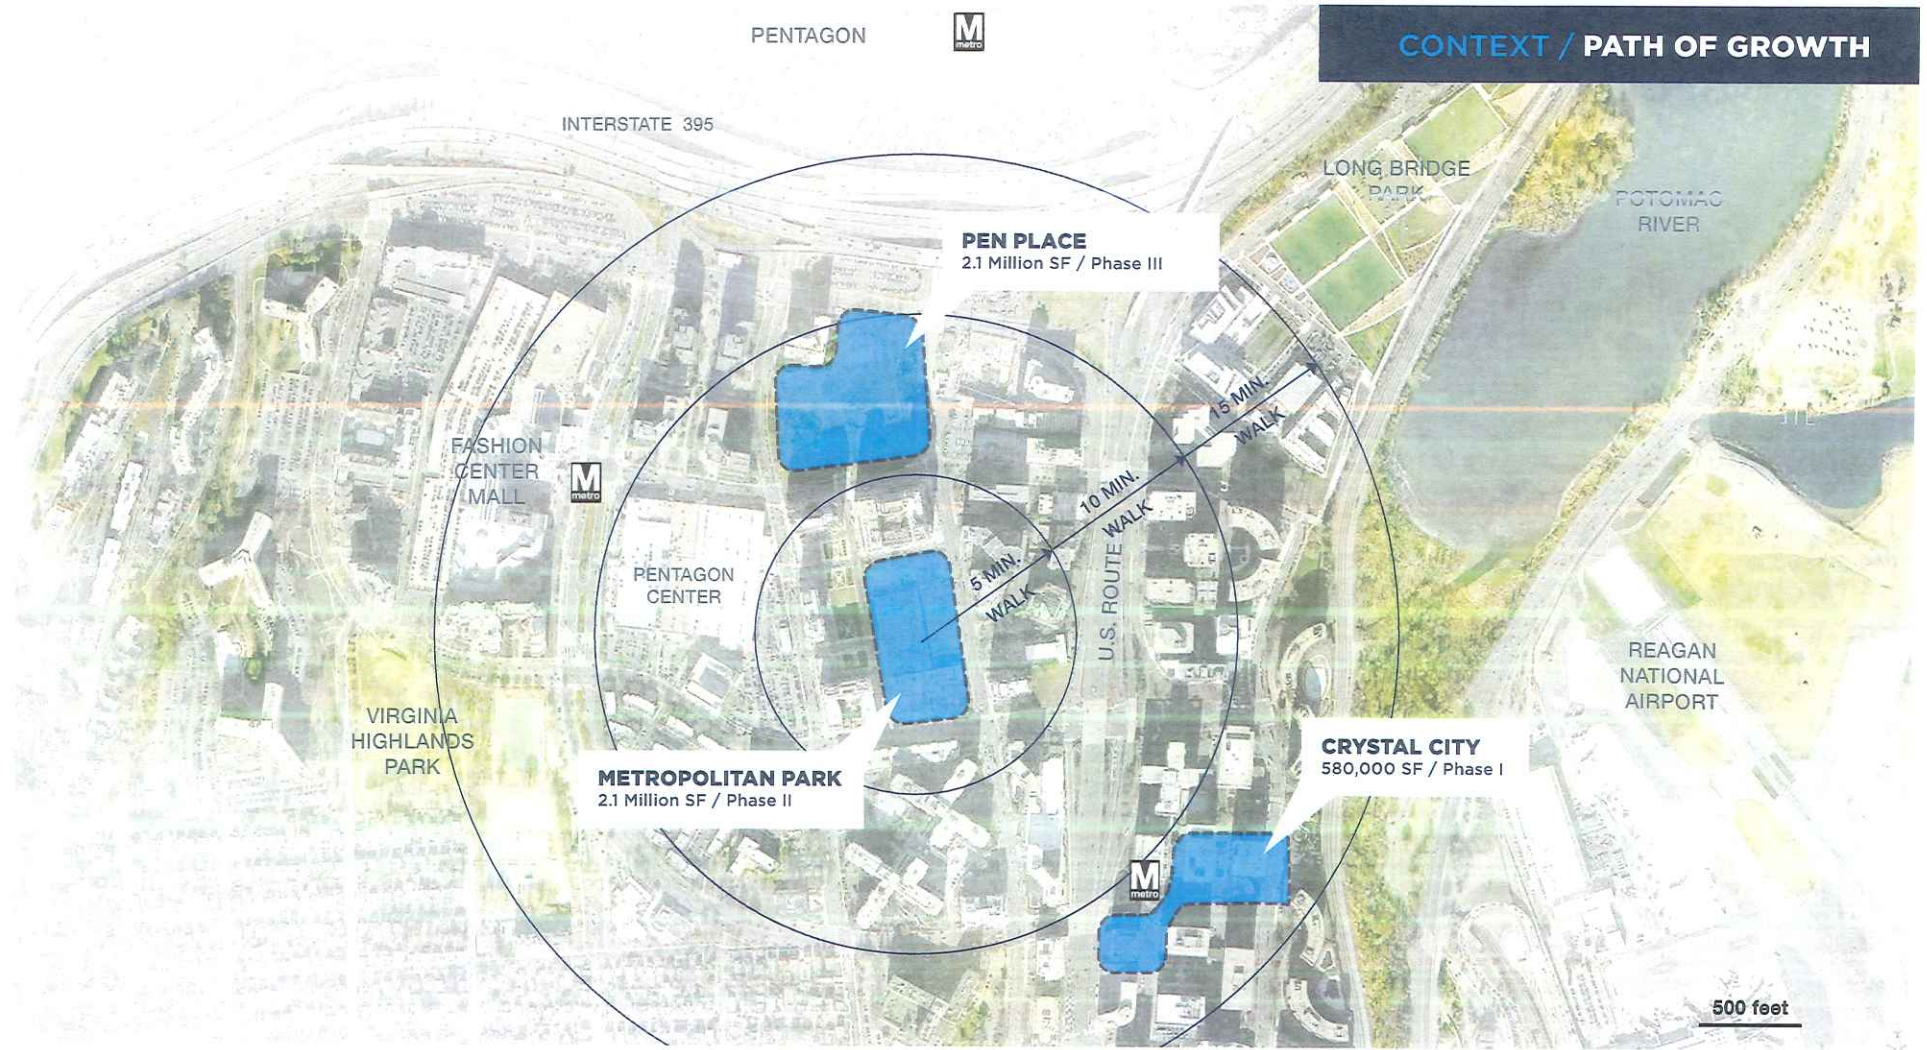 PENTAGON
M
metro
CONTEXT / PATH OF GROWTH
INTERSTATE 395
LONG BRIDGE
PARK
POTOMAC
RIVER
PEN PLACE
2.1 Million SF / Phase III
15 MIN.
WALK
FASHION
CENTER
MALL
M
metro
10 MIN.
WALK
PENTAGON
CENTER
5 MIN.
WALK
U.S. ROUTE
REAGAN
NATIONAL
AIRPORT
VIRGINIA
HIGHLANDS
PARK
METROPOLITAN PARK
2.1 Million SF / Phase II
CRYSTAL CITY
580,000 SF / Phase I
M
metro
500 feet